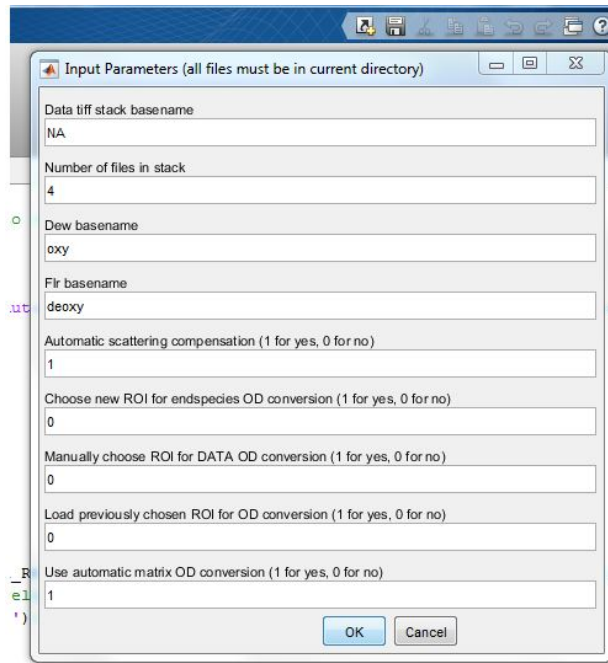 Input Parameters (all files must be in current directory)
Data tiff stack basename
NA
Number of files in stack
4
o
Dew basename
oxy
Flr basename
ut
deoxy
Automatic scattering compensation (1 for yes, 0 for no)
1
Choose new ROI for endspecies OD conversion (1 for yes, 0 for no)
0
Manually choose ROI for DATA OD conversion (1 for yes, 0 for no)
0
Load previously chosen ROI for OD conversion (1 for yes, 0 for no)
0
_R
Use automatic matrix OD conversion (1 for yes, 0 for no)
el
1
')
OK Cancel